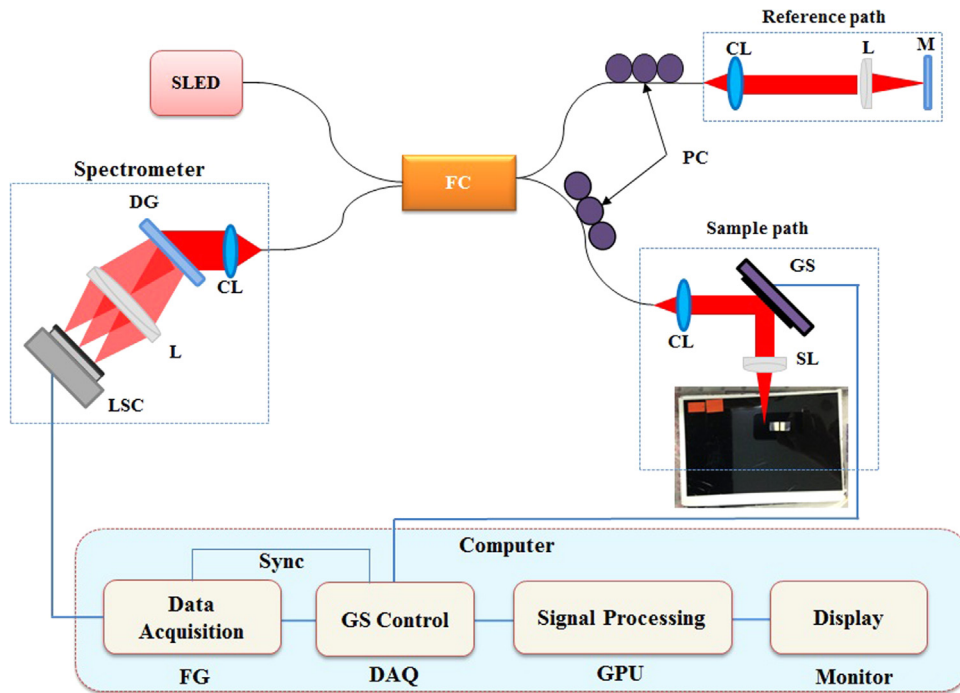 Reference path
CL
L
M
SLED
PC
FC
Spectrometer
DG
CL
L
LSC
Sample path
GS
CL
SL
Computer
Sync
Data
Acquisition
GS Control
Signal Processing
Display
FG
DAQ
GPU
Monitor